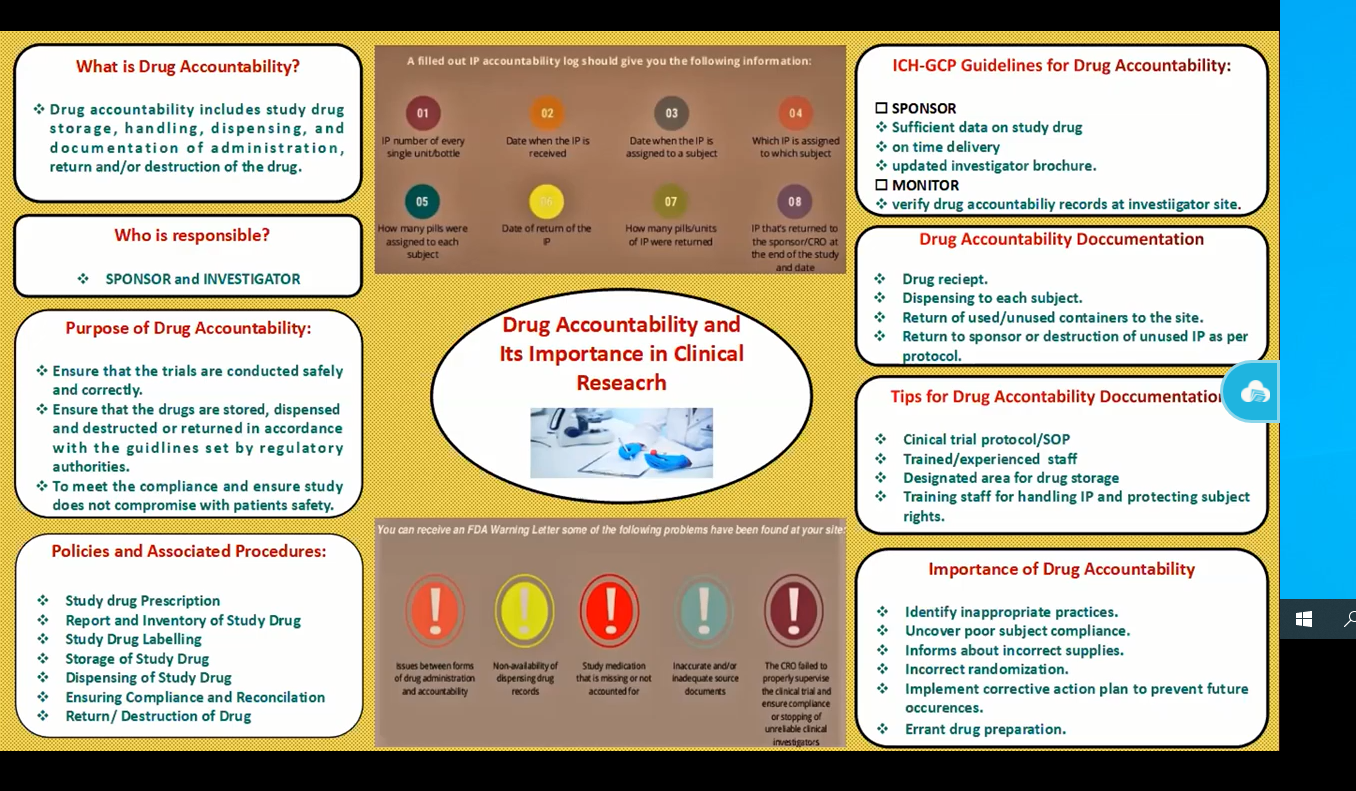 What is Drug Accountability?
Drug accountability includes study drug
storage, handling, dispensing, and
documentation of administration,
return and/or destruction of the drug.
Who is responsible?
SPONSOR and INVESTIGATOR
Purpose of Drug Accountability:
Ensure that the trials are conducted safely
and correctly.
Ensure that the drugs are stored, dispensed
and destructed or returned in accordance
with the guidlines set by regulatory
authorities.
To meet the compliance and ensure study
does not compromise with patients safety.
Policies and Associated Procedures:
Study drug Prescription
Report and Inventory of Study Drug
Study Drug Labelling
Storage of Study Drug
Dispensing of Study Drug
Ensuring Compliance and Reconcilation
Return/ Destruction of Drug
A filled out IP accountability log should give you the following information:
01
IP number of every
single unit/bottle
02
Date when the IP is
received
03
Date when the IP is
assigned to a subject
04
Which IP is assigned
to which subject
05
How many pills were
assigned to each
subject
06
Date of return of the
IP
07
How many pills/units
of IP were returned
08
IP that's returned to
the sponsor/CRO at
the end of the study
and date
Drug Accountability and
Its Importance in Clinical
Reseacrh
You can receive an FDA Warning Letter some of the following problems have been found at your site:
Issues between forms
of drug administration
and accountability
Non-availability of
dispensing drug
records
Study medication
that is missing or not
accounted for
Inaccurate and/or
inadequate source
documents
The CRO failed to
properly supervise
the clinical trial and
ensure compliance
or stopping of
unreliable clinical
investigators
ICH-GCP Guidelines for Drug Accountability:
SPONSOR
Sufficient data on study drug
on time delivery
updated investigator brochure.
MONITOR
verify drug accountabiliy records at investiigator site.
Drug Accountability Doccumentation
Drug reciept.
Dispensing to each subject.
Return of used/unused containers to the site.
Return to sponsor or destruction of unused IP as per
protocol.
Tips for Drug Accontability Doccumentation
Cinical trial protocol/SOP
Trained/experienced staff
Designated area for drug storage
Training staff for handling IP and protecting subject
rights.
Importance of Drug Accountability
Identify inappropriate practices.
Uncover poor subject compliance.
Informs about incorrect supplies.
Incorrect randomization.
Implement corrective action plan to prevent future
occurences.
Errant drug preparation.